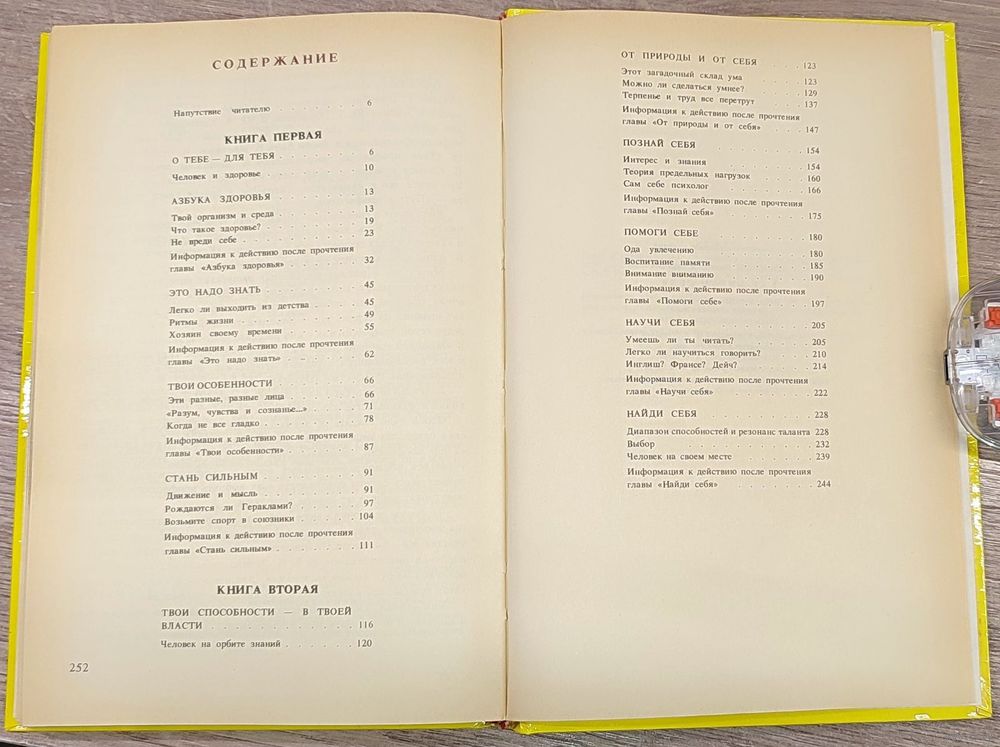 СОДЕРЖАНИЕ
Напутствие читателю . . . . . . . . 6
КНИГА ПЕРВАЯ
О ТЕБЕ — ДЛЯ ТЕБЯ . . . . . . . . 6
Человек и здоровье . . . . . . . . 10
АЗБУКА ЗДОРОВЬЯ . . . . . . . . 13
Твой организм и среда . . . . . . . . 13
Что такое здоровье? . . . . . . . . 19
Не вреди себе . . . . . . . . 23
Информация к действию после прочтения
главы «Азбука здоровья» . . . . . . . . 32
ЭТО НАДО ЗНАТЬ . . . . . . . . 45
Легко ли выходить из детства . . . . . 45
Ритмы жизни . . . . . . . . 49
Хозяин своему времени . . . . . . . . 55
Информация к действию после прочтения
главы «Это надо знать» . . . . . . . . 62
ТВОИ ОСОБЕННОСТИ . . . . . . . . 66
Эти разные, разные лица . . . . . . . . 66
«Разум, чувства и сознанье...» . . . . . 71
Когда не все гладко . . . . . . . . 78
Информация к действию после прочтения
главы «Твои особенности» . . . . . . . . 87
СТАНЬ СИЛЬНЫМ . . . . . . . . 91
Движение и мысль . . . . . . . . 91
Рождаются ли Гераклами? . . . . . . 97
Возьмите спорт в союзники . . . . . . 104
Информация к действию после прочтения
главы «Стань сильным» . . . . . . . . 111
КНИГА ВТОРАЯ
ТВОИ СПОСОБНОСТИ — В ТВОЕЙ
ВЛАСТИ . . . . . . . . 116
Человек на орбите знаний . . . . . . 120
252
ОТ ПРИРОДЫ И ОТ СЕБЯ . . . . 123
Этот загадочный склад ума . . . . 123
Можно ли сделаться умнее? . . . . 129
Терпенье и труд все перетрут . . . . 137
Информация к действию после прочтения
главы «От природы и от себя» . . . . 147
ПОЗНАЙ СЕБЯ . . . . . . . . 154
Интерес и знания . . . . . . . . 154
Теория предельных нагрузок . . . . 160
Сам себе психолог . . . . . . . . 166
Информация к действию после прочтения
главы «Познай себя» . . . . . . . . 175
ПОМОГИ СЕБЕ . . . . . . . . 180
Ода увлечению . . . . . . . . 180
Воспитание памяти . . . . . . . . 185
Внимание вниманию . . . . . . . . 190
Информация к действию после прочтения
главы «Помоги себе» . . . . . . . . 197
НАУЧИ СЕБЯ . . . . . . . . 205
Умеешь ли ты читать? . . . . . . . . 205
Легко ли научиться говорить? . . . . 210
Инглиш? Франсе? Дейч? . . . . . . 214
Информация к действию после прочтения
главы «Научи себя» . . . . . . . . 222
НАЙДИ СЕБЯ . . . . . . . . 228
Диапазон способностей и резонанс таланта 228
Выбор . . . . . . . . 232
Человек на своем месте . . . . . . . . 239
Информация к действию после прочтения
главы «Найди себя» . . . . . . . . 244